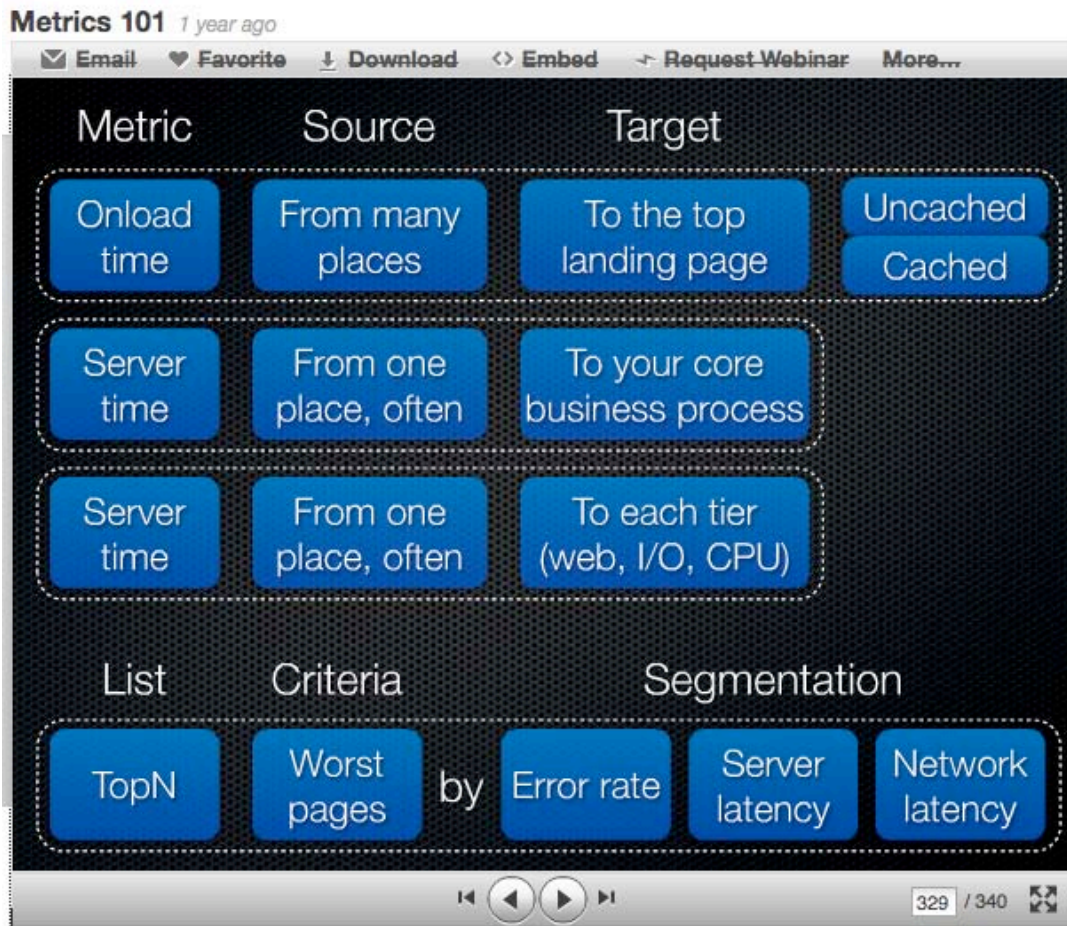 Metrics 101 1 year ago
Email Favorite Download Embed Request Webinar More...
Metric Source Target
Onload time
From many places
To the top landing page
Uncached
Cached
Server time
From one place, often
To your core business process
Server time
From one place, often
To each tier (web, I/O, CPU)
List Criteria Segmentation
TopN
Worst pages
by
Error rate
Server latency
Network latency
329 / 340